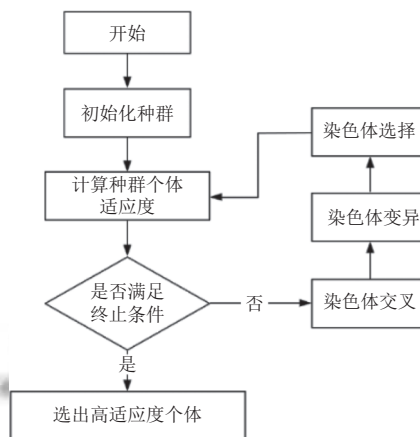 开始
初始化种群
计算种群个体
适应度
是否满足
终止条件
是
选出高适应度个体
否
染色体交叉
染色体变异
染色体选择